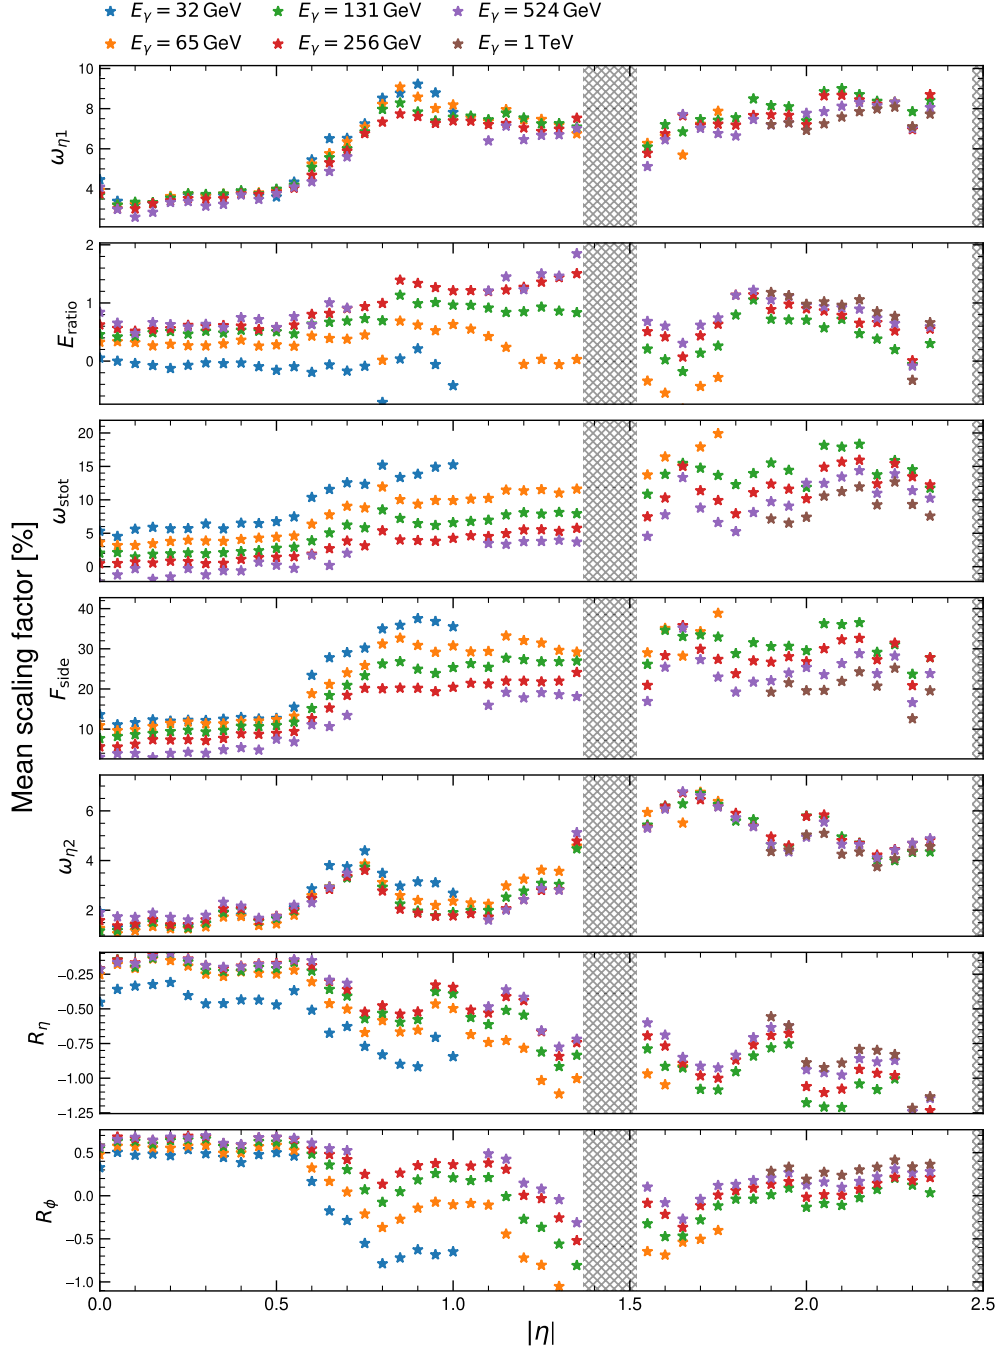 E_γ = 32 GeV E_γ = 131 GeV E_γ = 524 GeV
E_γ = 65 GeV E_γ = 256 GeV E_γ = 1 TeV
Mean scaling factor [%]
ω_η1
10
8
6
4
E_ratio
2
1
0
ω_stot
20
15
10
5
0
F_side
40
30
20
10
ω_η2
6
4
2
R_η
−0.25
−0.50
−0.75
−1.00
−1.25
R_ϕ
0.5
0.0
−0.5
−1.0
0.0 0.5 1.0 1.5 2.0 2.5
|η|